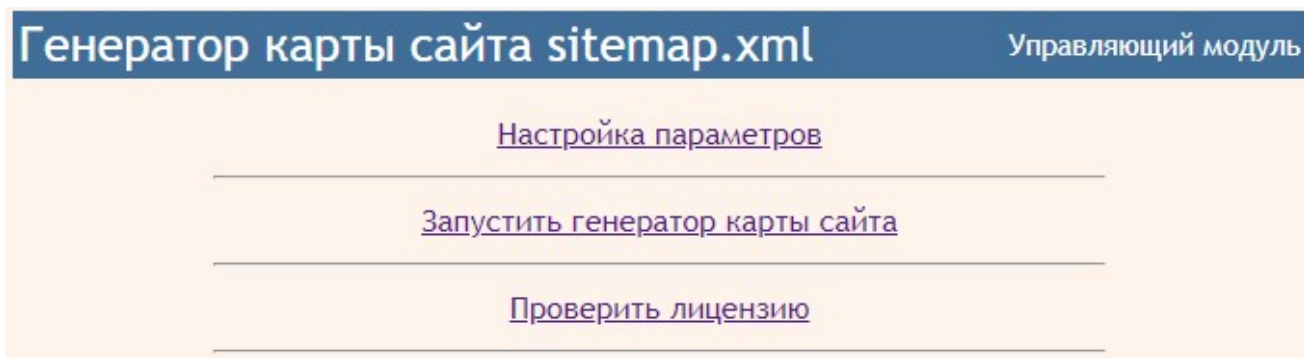 Генератор карты сайта sitemap.xml
Управляющий модуль
Настройка параметров
Запустить генератор карты сайта
Проверить лицензию